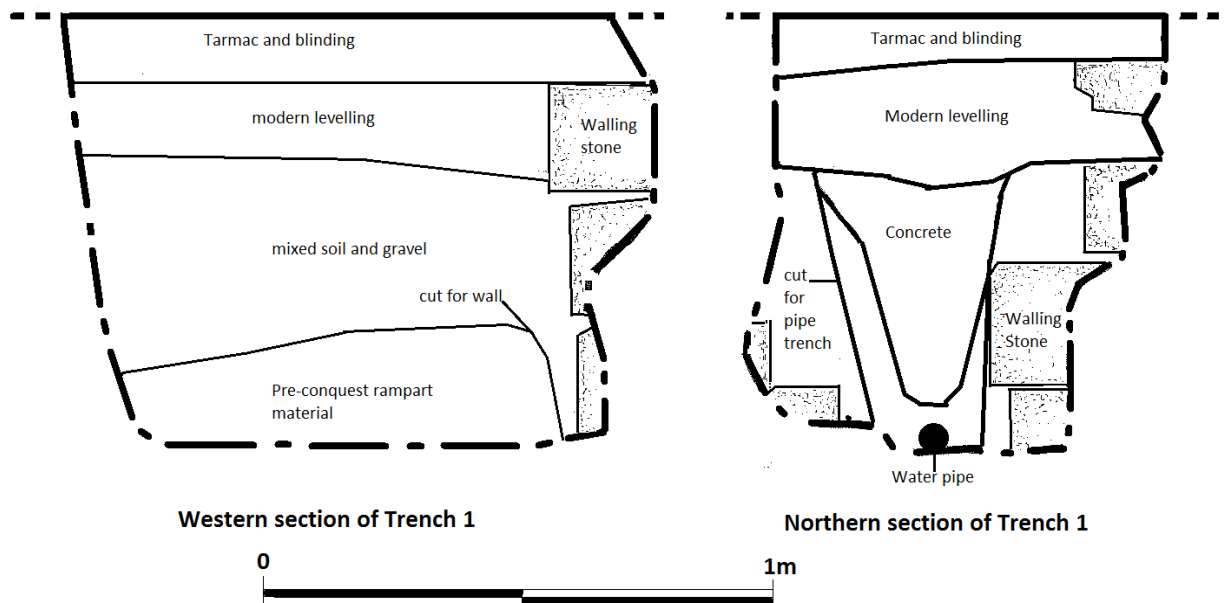 Tarmac and blinding
modern levelling
Walling
stone
mixed soil and gravel
cut for wall
Pre-conquest rampart
material
Western section of Trench 1
Tarmac and blinding
Modern levelling
Concrete
cut
for
pipe
trench
Walling
Stone
Water pipe
Northern section of Trench 1
0
1m